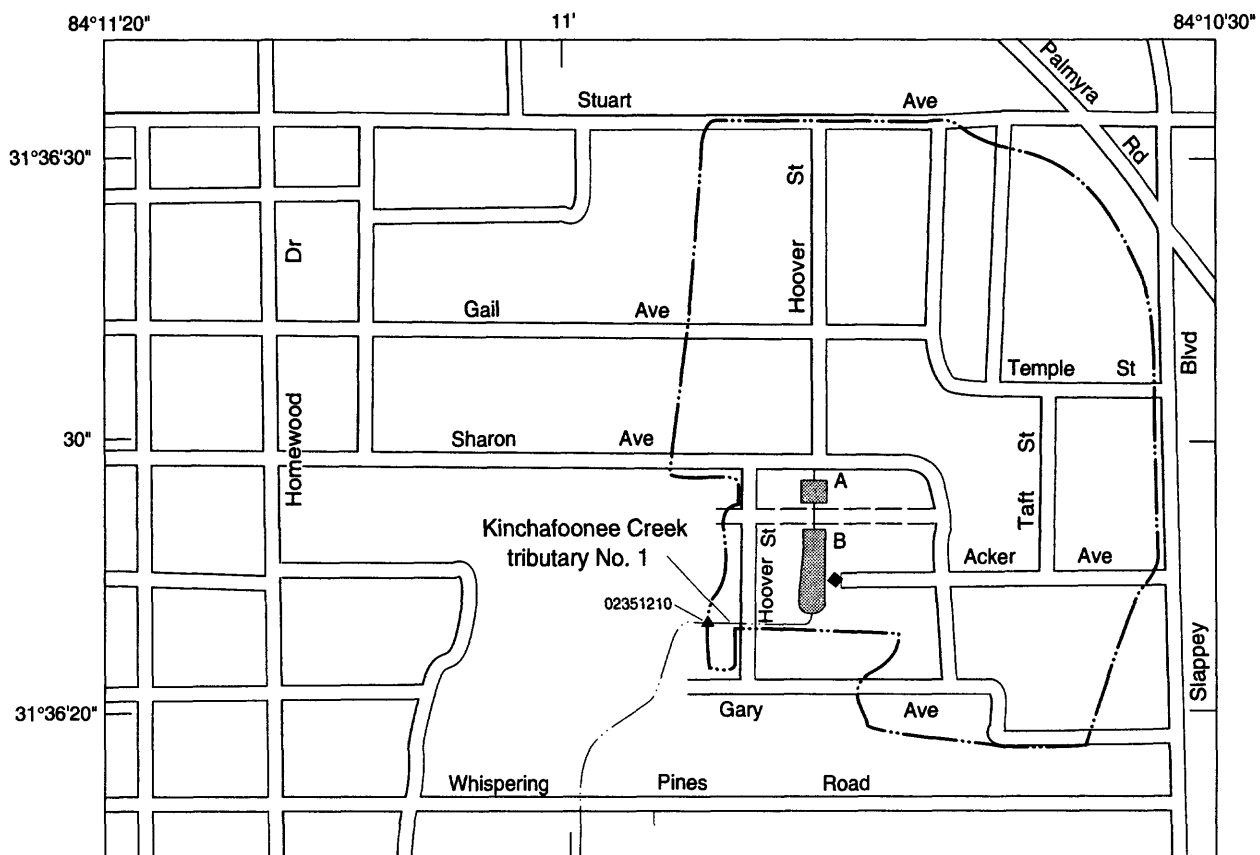 84°11'20" 11' 84°10'30"
Palmyra
Stuart Ave
Rd
31°36'30"
St
Hoover
Dr
Gail Ave
Blvd
Temple St
30"
Sharon Ave
St
Homewood
A
Taft
Kinchafoonee Creek
tributary No. 1
St
B
Acker Ave
Hoover
02351210
Slappey
31°36'20"
Gary Ave
Whispering Pines Road